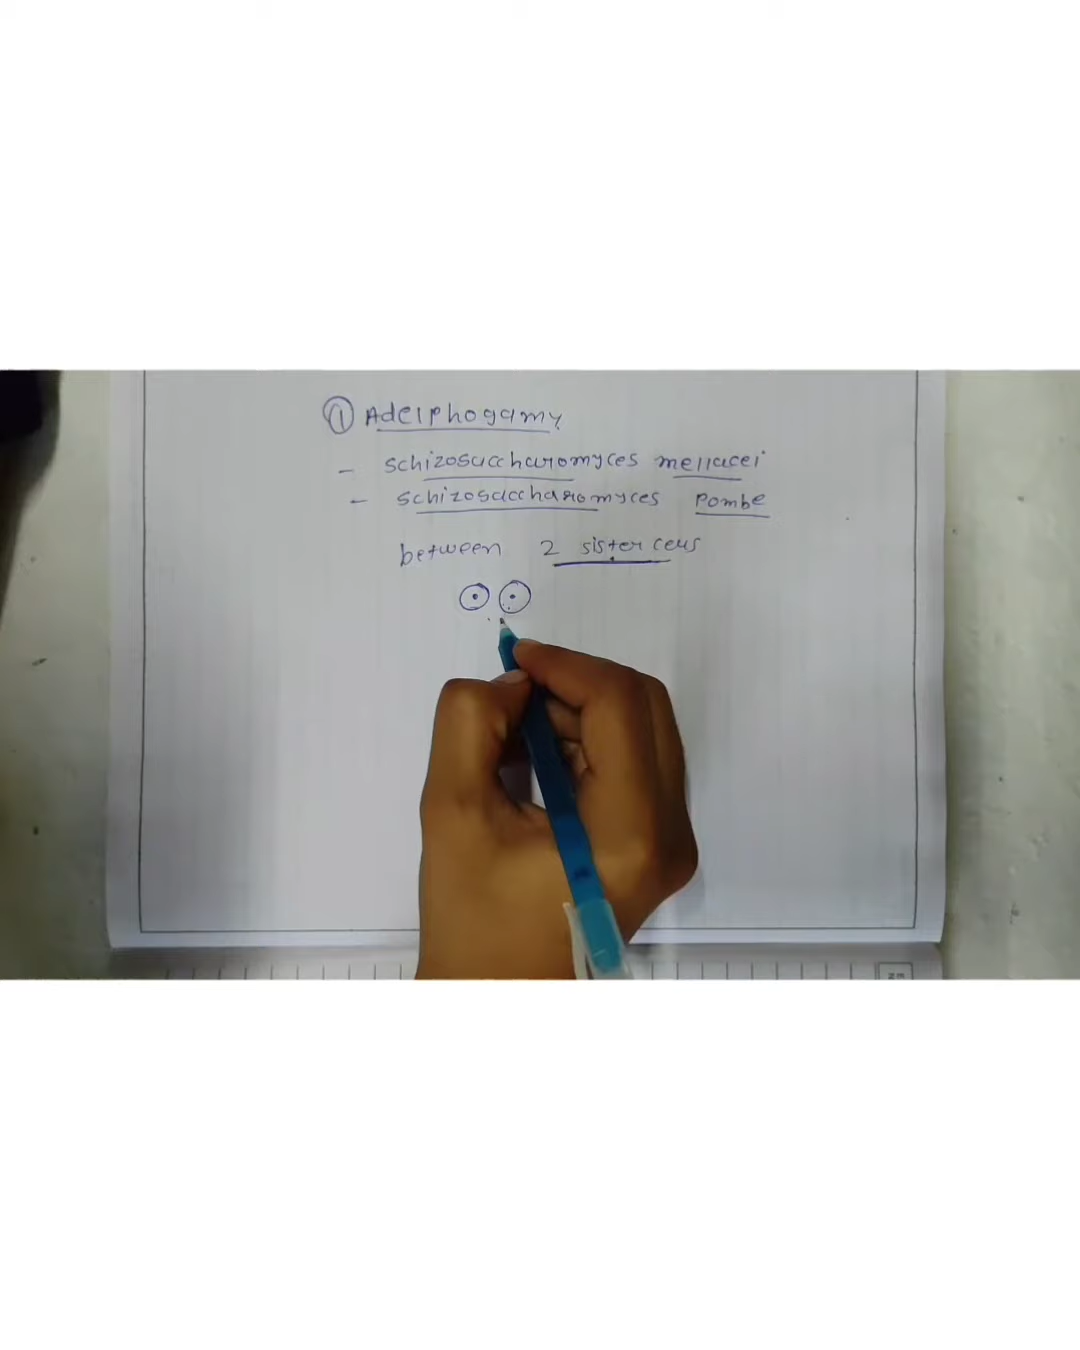 ① Adelphogamy
- schizosaccharomyces mellacei
- schizosaccharomyces pombe
between 2 sister cells